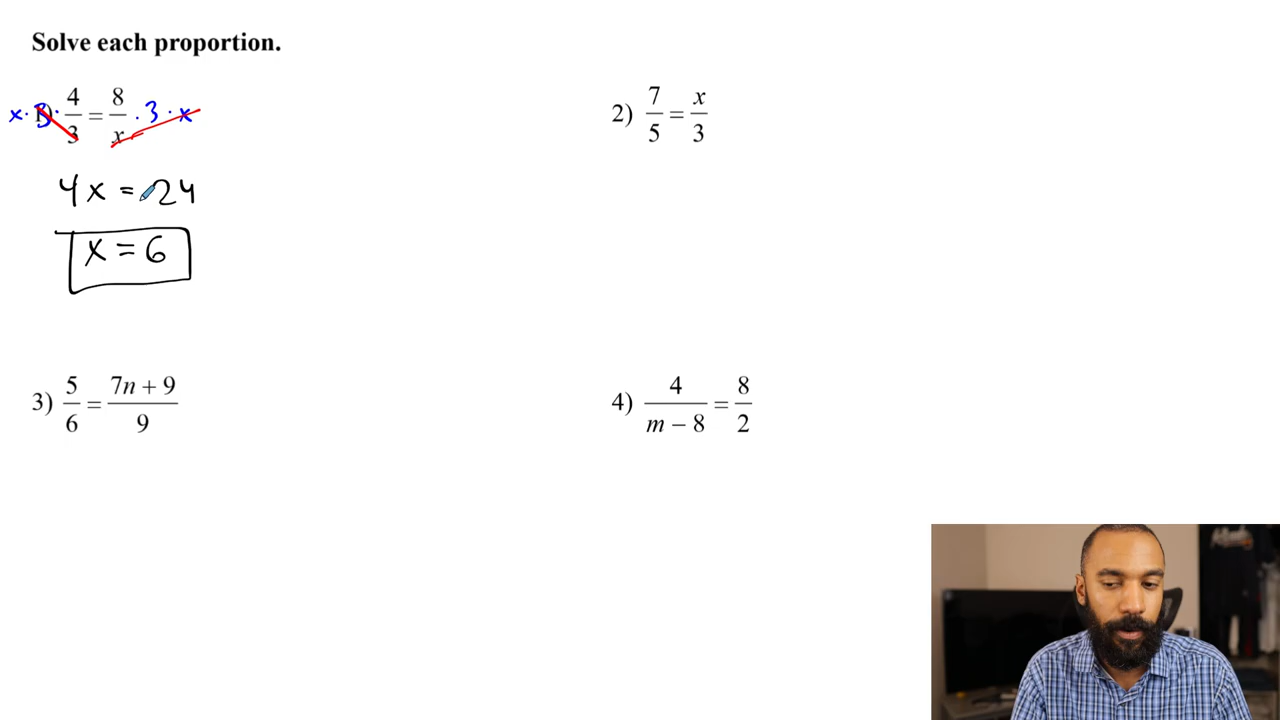 Solve each proportion.
x · 3 · 1) 4/3 = 8/x · 3 · x
4x = 24
x = 6
2) 7/5 = x/3
3) 5/6 = (7n + 9)/9
4) 4/(m − 8) = 8/2